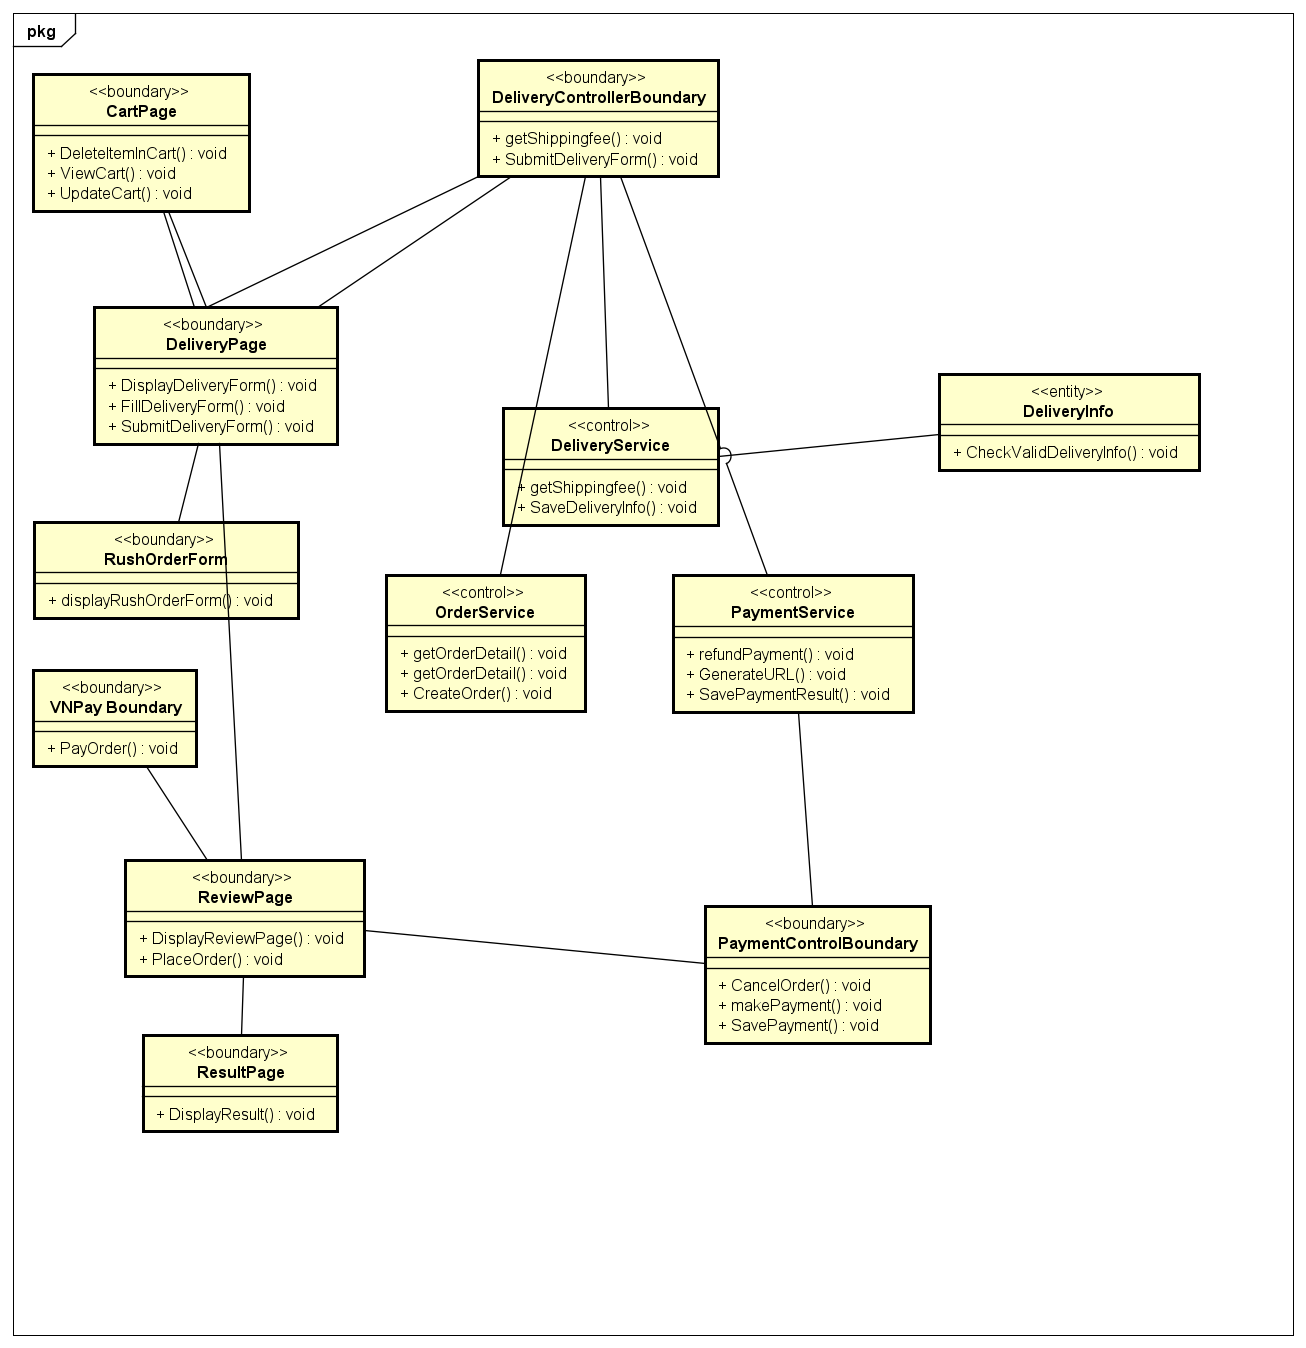 pkg
<<boundary>>
CartPage
+ DeleteItemInCart() : void
+ ViewCart() : void
+ UpdateCart() : void
<<boundary>>
DeliveryControllerBoundary
+ getShippingfee() : void
+ SubmitDeliveryForm() : void
<<boundary>>
DeliveryPage
+ DisplayDeliveryForm() : void
+ FillDeliveryForm() : void
+ SubmitDeliveryForm() : void
<<control>>
DeliveryService
+ getShippingfee() : void
+ SaveDeliveryInfo() : void
<<entity>>
DeliveryInfo
+ CheckValidDeliveryInfo() : void
<<boundary>>
RushOrderForm
+ displayRushOrderForm() : void
<<control>>
OrderService
+ getOrderDetail() : void
+ getOrderDetail() : void
+ CreateOrder() : void
<<control>>
PaymentService
+ refundPayment() : void
+ GenerateURL() : void
+ SavePaymentResult() : void
<<boundary>>
VNPay Boundary
+ PayOrder() : void
<<boundary>>
ReviewPage
+ DisplayReviewPage() : void
+ PlaceOrder() : void
<<boundary>>
PaymentControlBoundary
+ CancelOrder() : void
+ makePayment() : void
+ SavePayment() : void
<<boundary>>
ResultPage
+ DisplayResult() : void